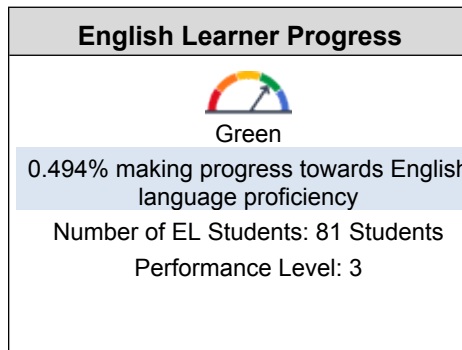 English Learner Progress
Green
0.494% making progress towards English
language proficiency
Number of EL Students: 81 Students
Performance Level: 3